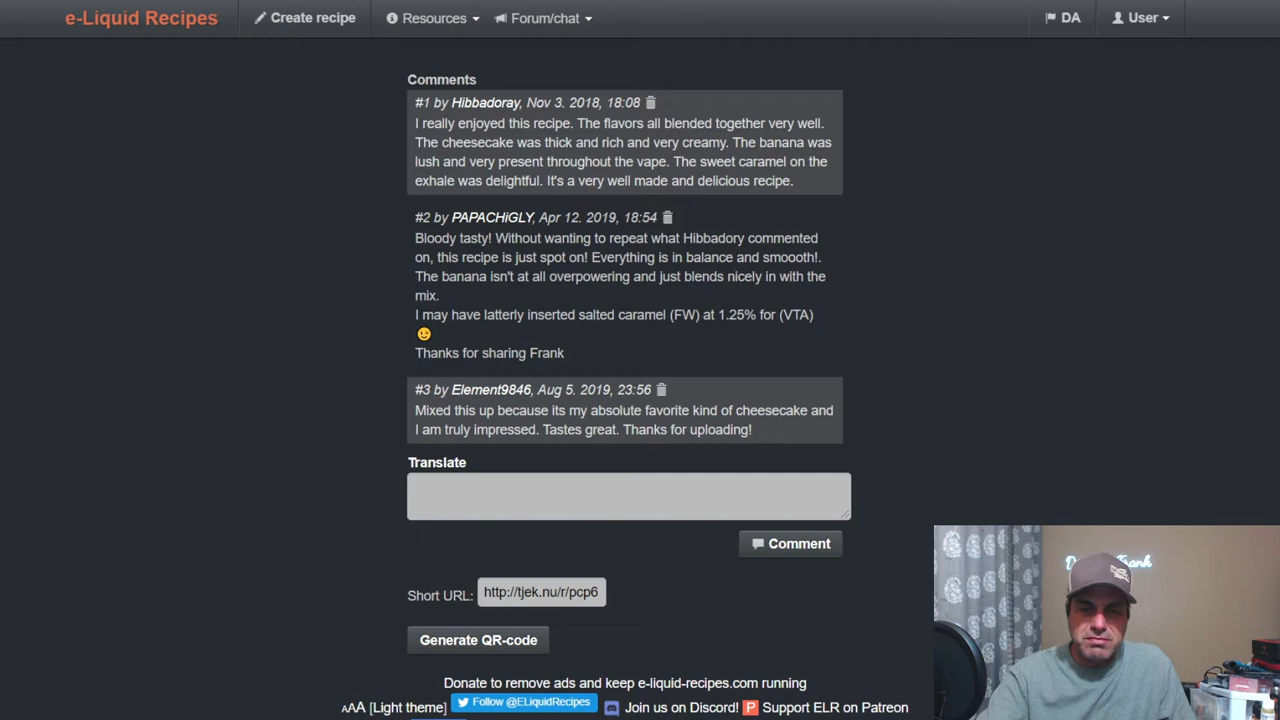 e-Liquid Recipes Create recipe Resources Forum/chat DA User
Comments
#1 by Hibbadoray, Nov 3. 2018, 18:08
I really enjoyed this recipe. The flavors all blended together very well.
The cheesecake was thick and rich and very creamy. The banana was
lush and very present throughout the vape. The sweet caramel on the
exhale was delightful. It's a very well made and delicious recipe.
#2 by PAPACHiGLY, Apr 12. 2019, 18:54
Bloody tasty! Without wanting to repeat what Hibbadory commented
on, this recipe is just spot on! Everything is in balance and smoooth!.
The banana isn't at all overpowering and just blends nicely in with the
mix.
I may have latterly inserted salted caramel (FW) at 1.25% for (VTA)
😉
Thanks for sharing Frank
#3 by Element9846, Aug 5. 2019, 23:56
Mixed this up because its my absolute favorite kind of cheesecake and
I am truly impressed. Tastes great. Thanks for uploading!
Translate
Comment
Short URL: http://tjek.nu/r/pcp6
Generate QR-code
Donate to remove ads and keep e-liquid-recipes.com running
AAA [Light theme] Follow @ELiquidRecipes Join us on Discord! Support ELR on Patreon